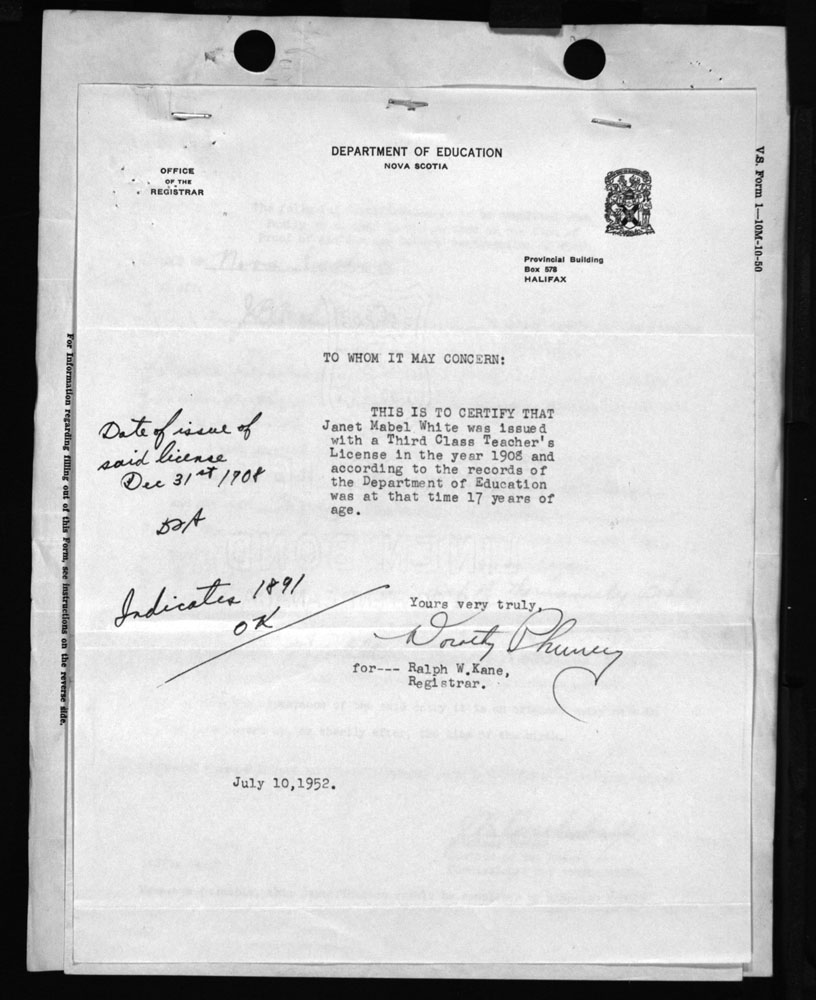 DEPARTMENT OF EDUCATION
NOVA SCOTIA
OFFICE
OF THE
REGISTRAR
Provincial Building
Box 578
HALIFAX
V.S. Form 1—10M-10-50
For Information regarding filling out of this Form, see instructions on the reverse side.
TO WHOM IT MAY CONCERN:
THIS IS TO CERTIFY THAT
Janet Mabel White was issued
with a Third Class Teacher's
License in the year 1908 and
according to the records of
the Department of Education
was at that time 17 years of
age.
Date of issue of
said license
Dec 31st 1908
Indicates 1891
OK
Yours very truly,
Dorothy Phinney
for--- Ralph W.Kane,
Registrar.
July 10,1952.